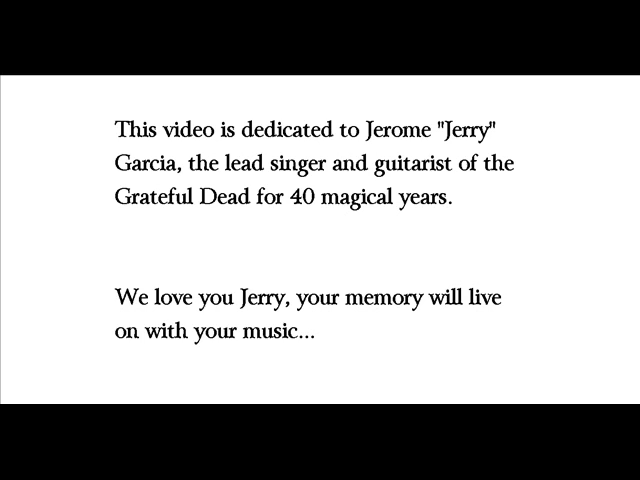 This video is dedicated to Jerome "Jerry"
Garcia, the lead singer and guitarist of the
Grateful Dead for 40 magical years.
We love you Jerry, your memory will live
on with your music...